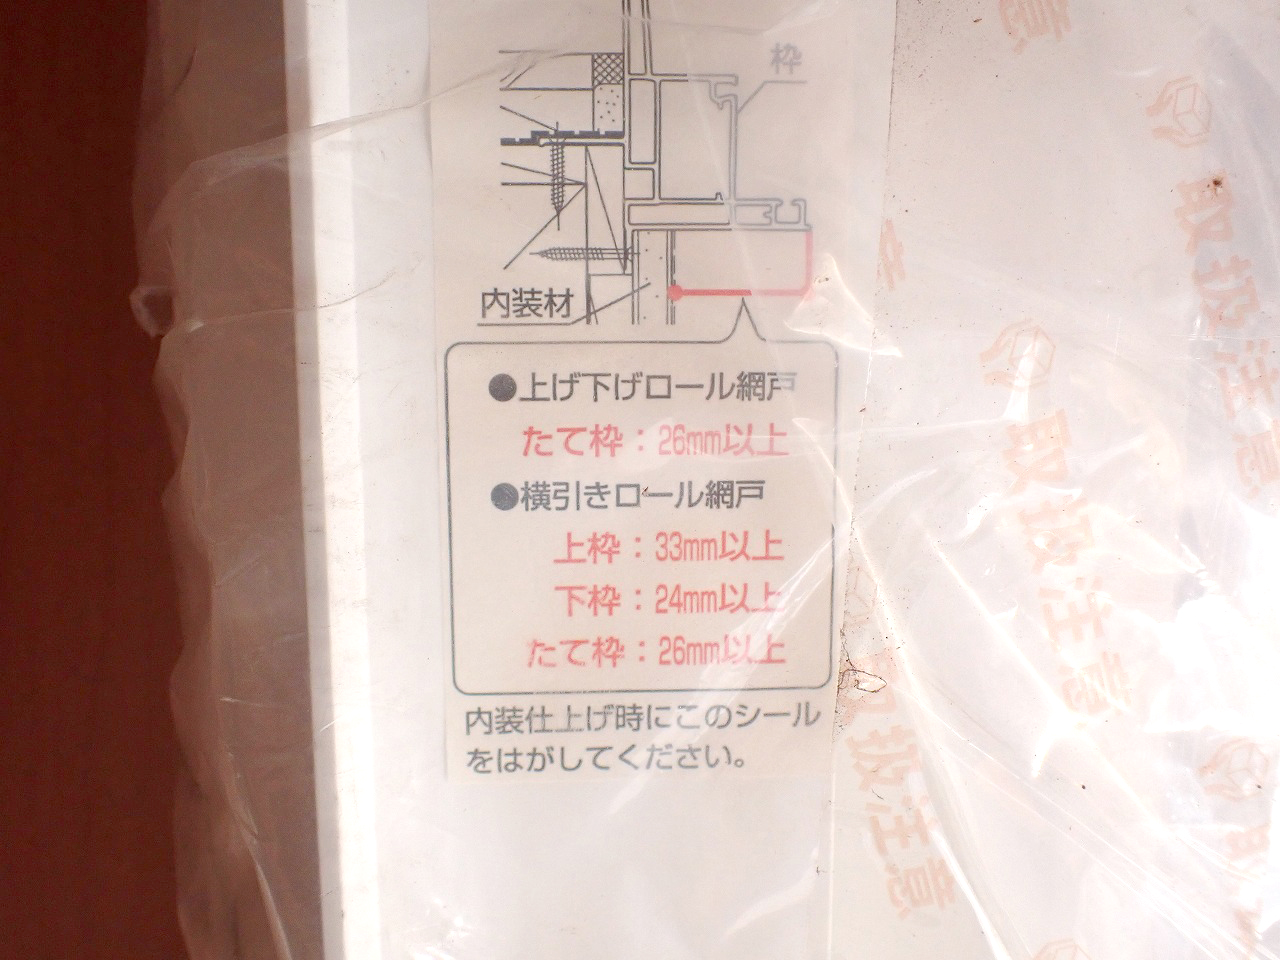 枠
内装材
●上げ下げロール網戸
たて枠：26mm以上
●横引きロール網戸
上枠：33mm以上
下枠：24mm以上
たて枠：26mm以上
内装仕上げ時にこのシール
をはがしてください。
取扱注意
取扱注意
取扱注意